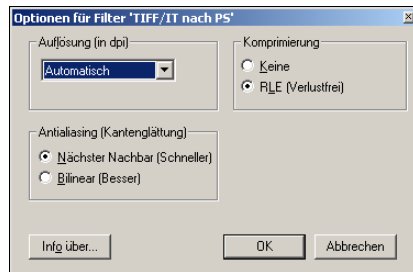 Optionen für Filter 'TIFF/IT nach PS'
Auflösung (in dpi)
Automatisch
Komprimierung
Keine
RLE (Verlustfrei)
Antialiasing (Kantenglättung)
Nächster Nachbar (Schneller)
Bilinear (Besser)
Info über...
OK
Abbrechen